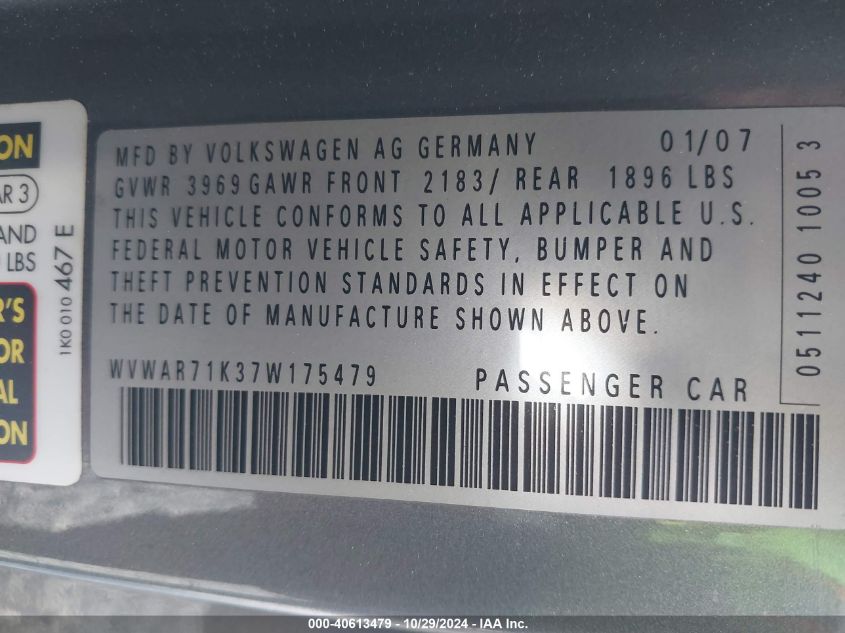 ON
AR 3
AND
LBS
R'S
OR
AL
ON
1K0 010 467 E
MFD BY VOLKSWAGEN AG GERMANY 01/07
GVWR 3969 GAWR FRONT 2183/ REAR 1896 LBS
THIS VEHICLE CONFORMS TO ALL APPLICABLE U.S.
FEDERAL MOTOR VEHICLE SAFETY, BUMPER AND
THEFT PREVENTION STANDARDS IN EFFECT ON
THE DATE OF MANUFACTURE SHOWN ABOVE.
WVWAR71K37W175479 PASSENGER CAR
0511240 1005 3
000-40613479 - 10/29/2024 - IAA Inc.